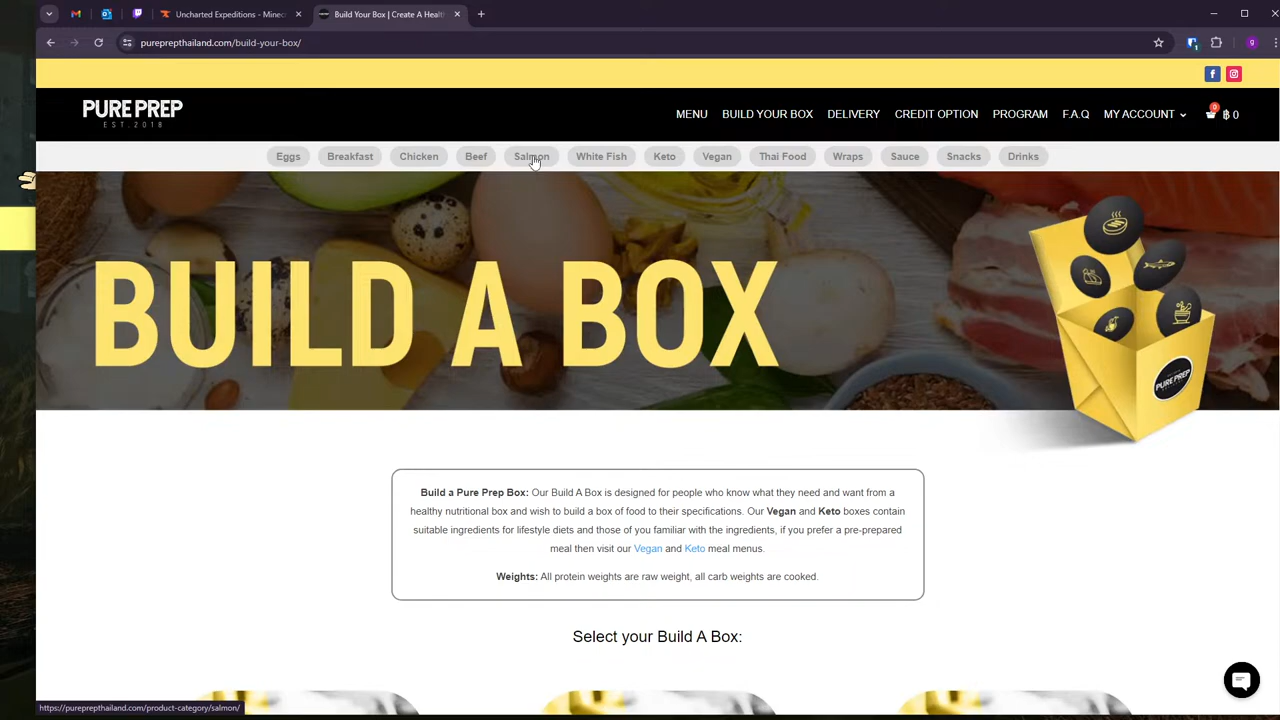 Uncharted Expeditions - Minec
Build Your Box | Create A Healt
pureprepthailand.com/build-your-box/
PURE PREP
EST.2018
MENU BUILD YOUR BOX DELIVERY CREDIT OPTION PROGRAM F.A.Q MY ACCOUNT 0 ฿ 0
Eggs Breakfast Chicken Beef Salmon White Fish Keto Vegan Thai Food Wraps Sauce Snacks Drinks
BUILD A BOX
PURE PREP
Build a Pure Prep Box: Our Build A Box is designed for people who know what they need and want from a
healthy nutritional box and wish to build a box of food to their specifications. Our Vegan and Keto boxes contain
suitable ingredients for lifestyle diets and those of you familiar with the ingredients, if you prefer a pre-prepared
meal then visit our Vegan and Keto meal menus.
Weights: All protein weights are raw weight, all carb weights are cooked.
Select your Build A Box:
https://pureprepthailand.com/product-category/salmon/